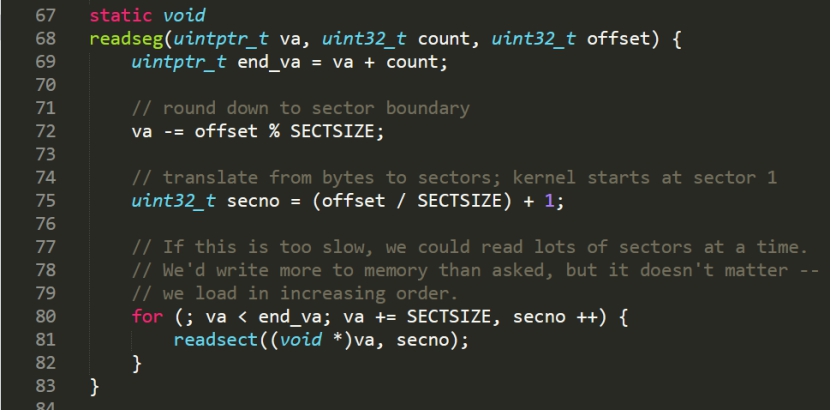 67 static void
68 readseg(uintptr_t va, uint32_t count, uint32_t offset) {
69     uintptr_t end_va = va + count;
70
71     // round down to sector boundary
72     va -= offset % SECTSIZE;
73
74     // translate from bytes to sectors; kernel starts at sector 1
75     uint32_t secno = (offset / SECTSIZE) + 1;
76
77     // If this is too slow, we could read lots of sectors at a time.
78     // We'd write more to memory than asked, but it doesn't matter --
79     // we load in increasing order.
80     for (; va < end_va; va += SECTSIZE, secno ++) {
81         readsect((void *)va, secno);
82     }
83 }
84